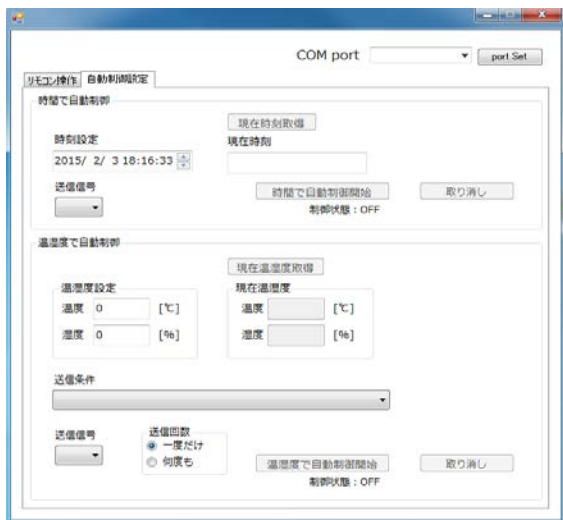 COM port
port Set
リモコン操作 自動制御設定
時間で自動制御
現在時刻取得
時刻設定 現在時刻
2015/ 2/ 3 18:16:33
送信信号
時間で自動制御開始 取り消し
制御状態:OFF
温湿度で自動制御
現在温湿度取得
温湿度設定 現在温湿度
温度 0 [℃] 温度 [℃]
湿度 0 [%] 湿度 [%]
送信条件
送信信号 送信回数
一度だけ
何度も
温湿度で自動制御開始 取り消し
制御状態:OFF